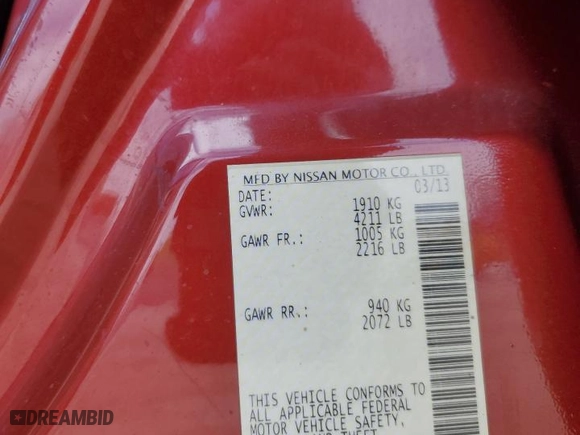 MFD BY NISSAN MOTOR CO., LTD.
DATE: 03/13
GVWR: 1910 KG
4211 LB
GAWR FR.: 1005 KG
2216 LB
GAWR RR.: 940 KG
2072 LB
THIS VEHICLE CONFORMS TO
ALL APPLICABLE FEDERAL
MOTOR VEHICLE SAFETY,
THEFT
DREAMBID